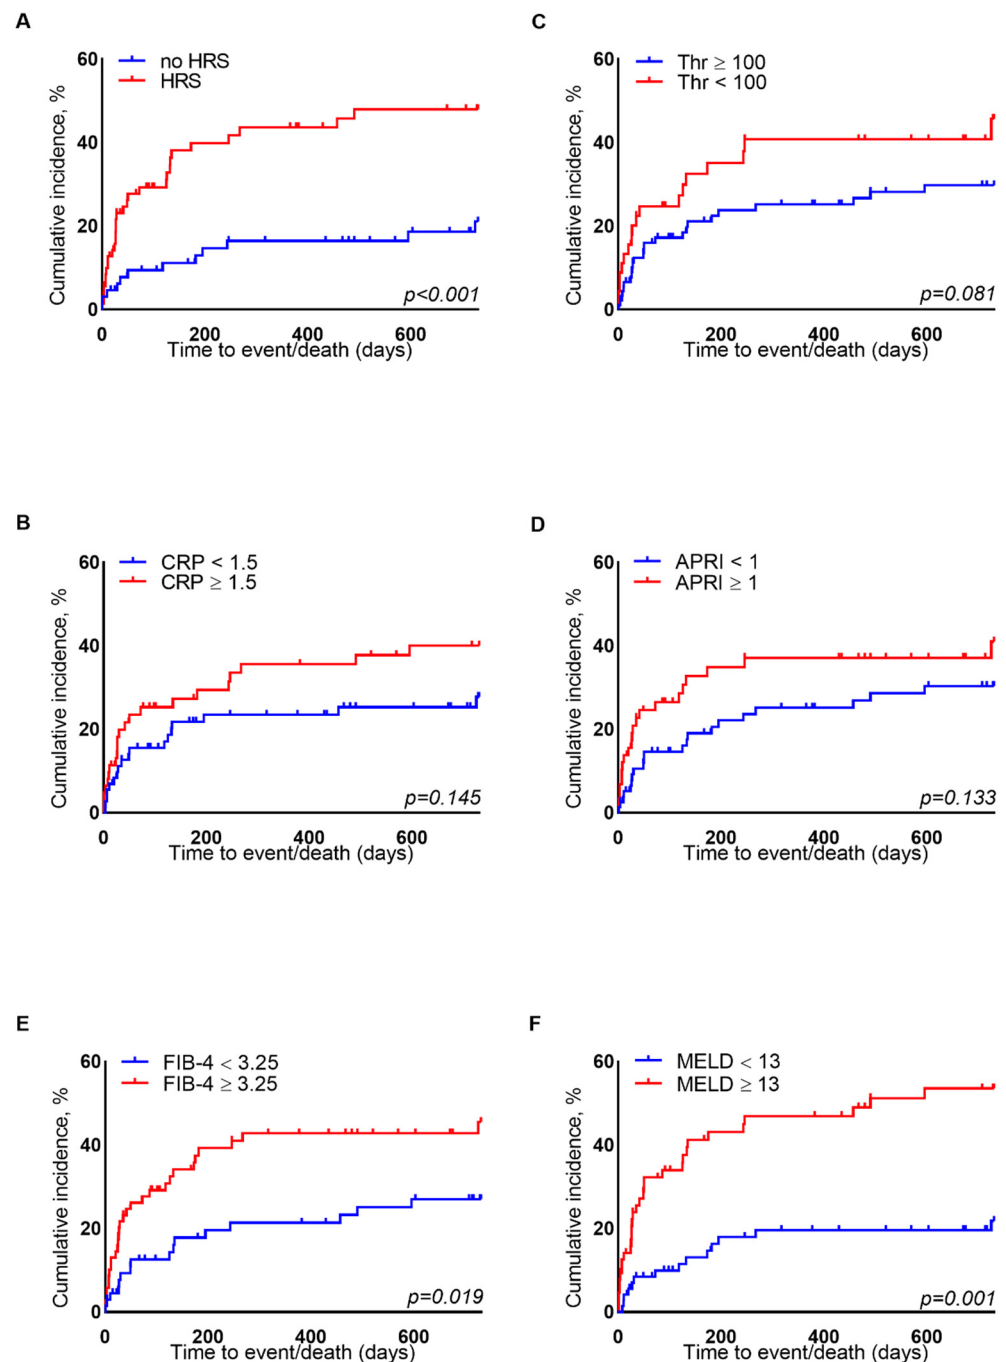 A
no HRS
HRS
Cumulative incidence, %
60
40
20
0
p<0.001
0 200 400 600
Time to event/death (days)
C
Thr ≥ 100
Thr < 100
Cumulative incidence, %
60
40
20
0
p=0.081
0 200 400 600
Time to event/death (days)
B
CRP < 1.5
CRP ≥ 1.5
Cumulative incidence, %
60
40
20
0
p=0.145
0 200 400 600
Time to event/death (days)
D
APRI < 1
APRI ≥ 1
Cumulative incidence, %
60
40
20
0
p=0.133
0 200 400 600
Time to event/death (days)
E
FIB-4 < 3.25
FIB-4 ≥ 3.25
Cumulative incidence, %
60
40
20
0
p=0.019
0 200 400 600
Time to event/death (days)
F
MELD < 13
MELD ≥ 13
Cumulative incidence, %
60
40
20
0
p=0.001
0 200 400 600
Time to event/death (days)